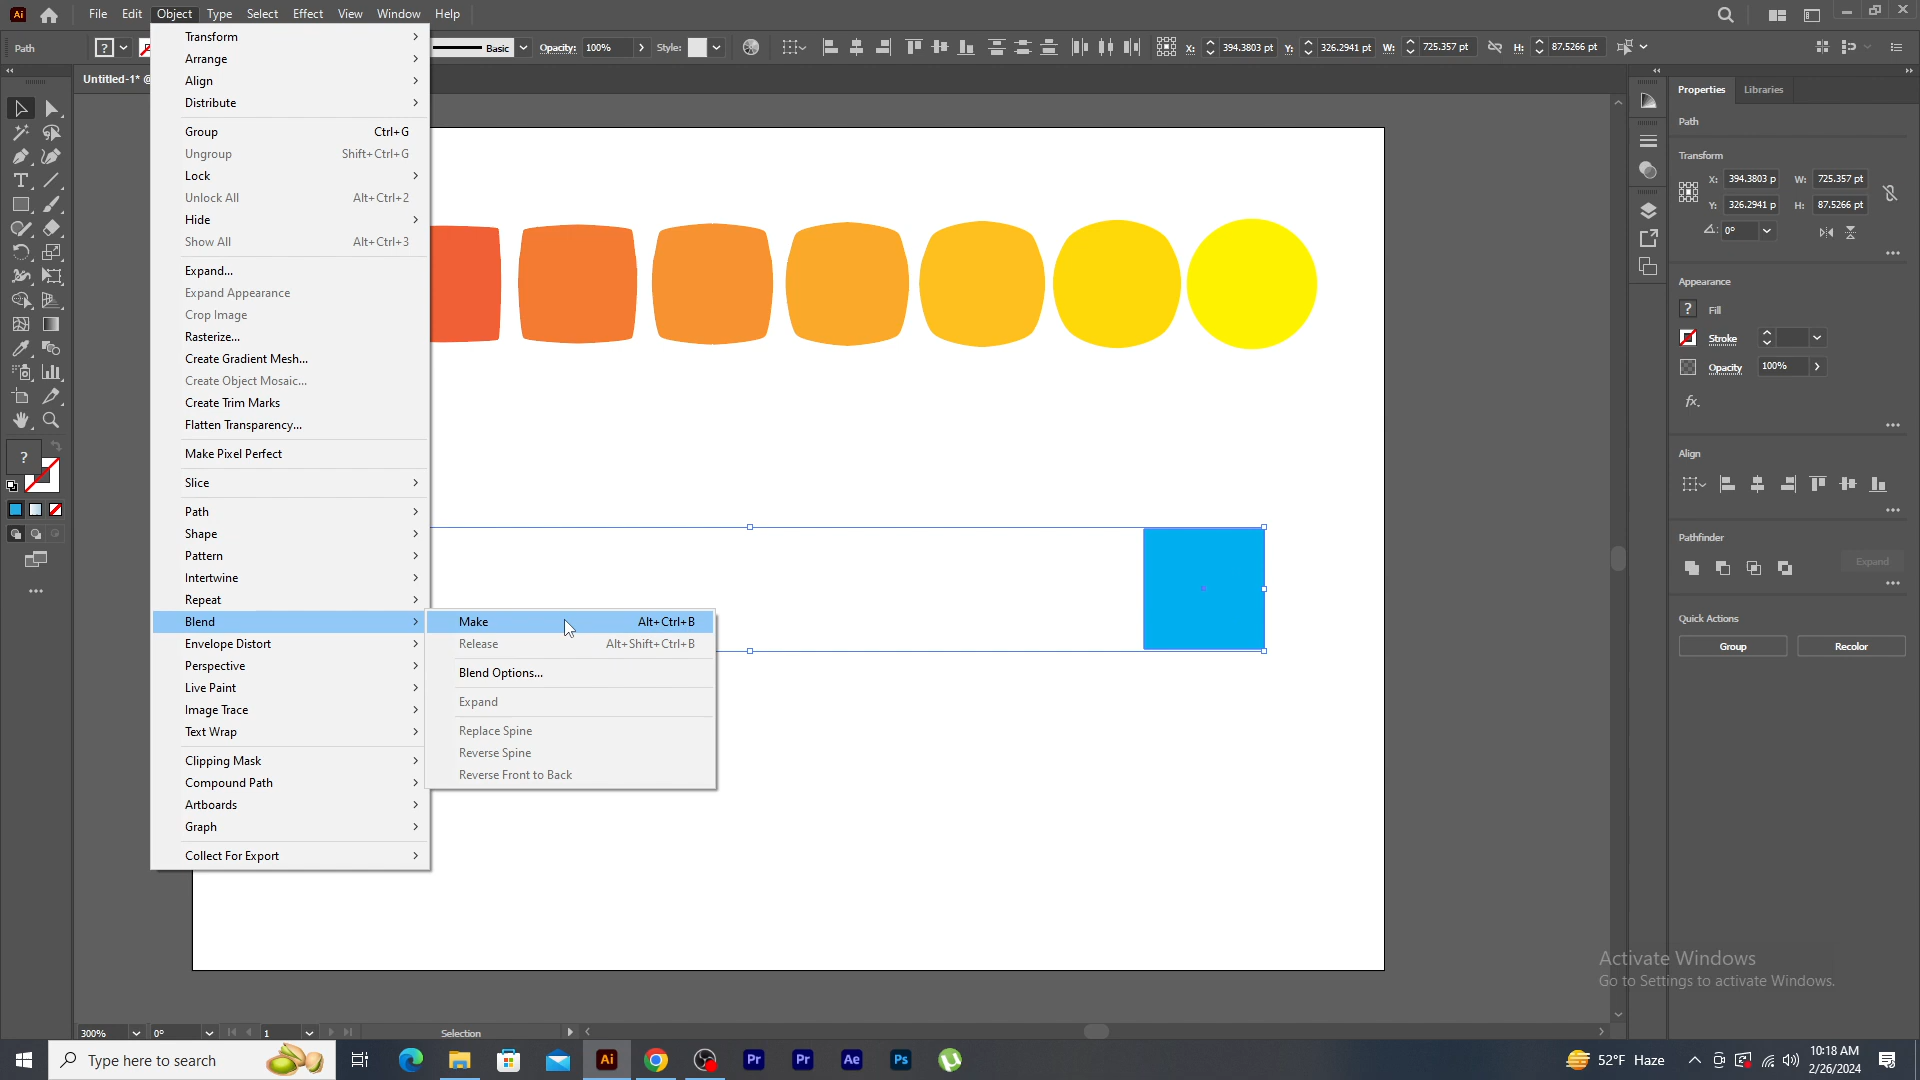 Ai File Edit Object Type Select Effect View Window Help
Path ? Basic Opacity: 100% Style: X: 394.3803 pt Y: 326.2941 pt W: 725.357 pt H: 87.5266 pt
Untitled-1* @
Transform
Arrange
Align
Distribute
Group Ctrl+G
Ungroup Shift+Ctrl+G
Lock
Unlock All Alt+Ctrl+2
Hide
Show All Alt+Ctrl+3
Expand...
Expand Appearance
Crop Image
Rasterize...
Create Gradient Mesh...
Create Object Mosaic...
Create Trim Marks
Flatten Transparency...
Make Pixel Perfect
Slice
Path
Shape
Pattern
Intertwine
Repeat
Blend
Envelope Distort
Perspective
Live Paint
Image Trace
Text Wrap
Clipping Mask
Compound Path
Artboards
Graph
Collect For Export
Make Alt+Ctrl+B
Release Alt+Shift+Ctrl+B
Blend Options...
Expand
Replace Spine
Reverse Spine
Reverse Front to Back
?
Properties Libraries
Path
Transform
X: 394.3803 p W: 725.357 pt
Y: 326.2941 p H: 87.5266 pt
0°
Appearance
? Fill
Stroke
Opacity 100%
fx.
Align
Pathfinder
Expand
Quick Actions
Group Recolor
Activate Windows
Go to Settings to activate Windows.
300% 0° 1 Selection
Type here to search Ai Pr Pr Ae Ps 52°F Haze 10:18 AM
2/26/2024